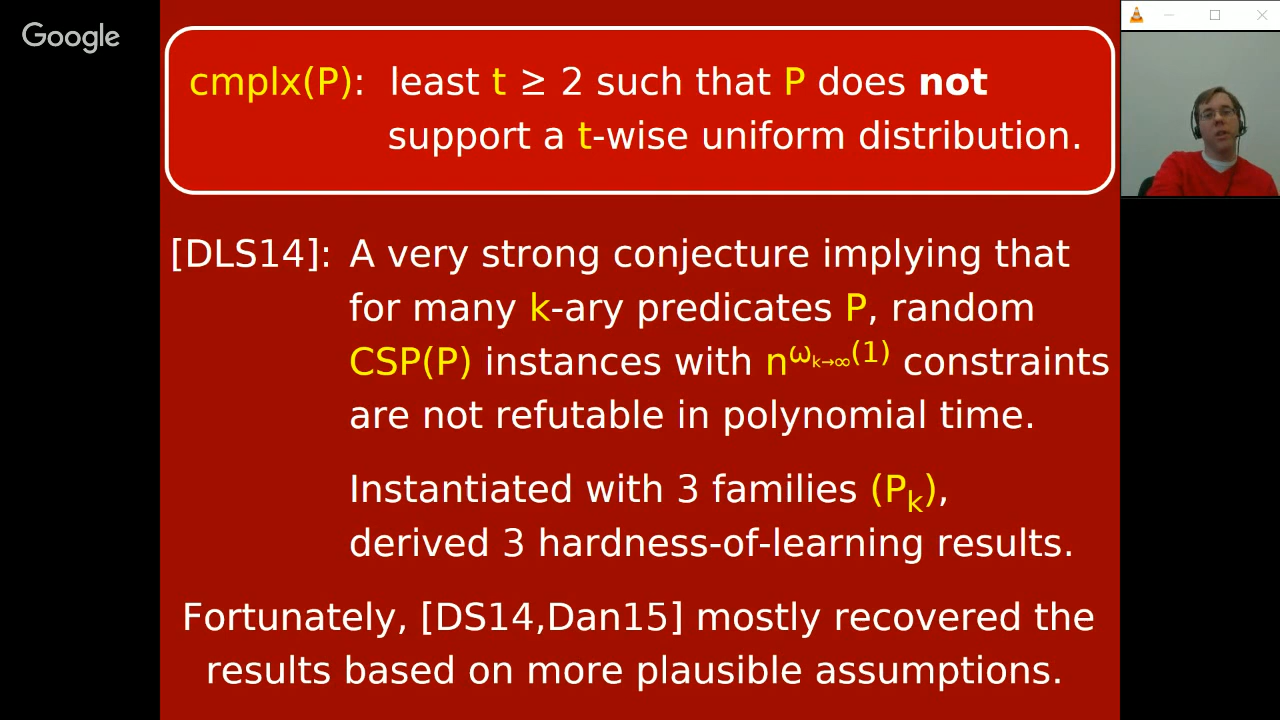 Google
cmplx(P): least t ≥ 2 such that P does not
support a t-wise uniform distribution.
[DLS14]: A very strong conjecture implying that
for many k-ary predicates P, random
CSP(P) instances with n^ω_k→∞(1) constraints
are not refutable in polynomial time.
Instantiated with 3 families (P_k),
derived 3 hardness-of-learning results.
Fortunately, [DS14,Dan15] mostly recovered the
results based on more plausible assumptions.